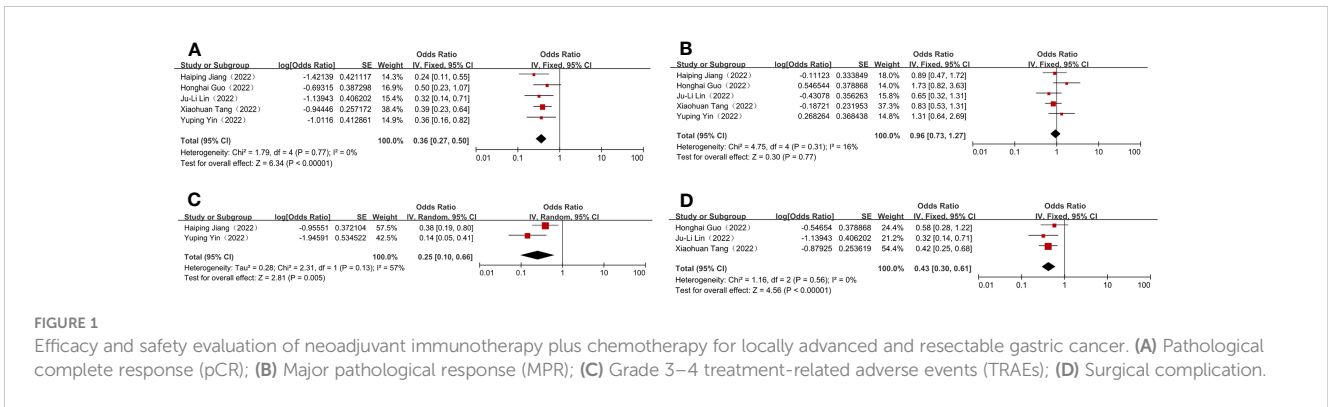 A
Odds Ratio Odds Ratio
Study or Subgroup log[Odds Ratio] SE Weight IV, Fixed, 95% CI IV, Fixed, 95% CI
Haiping Jiang（2022） -1.42139 0.421117 14.3% 0.24 [0.11, 0.55]
Honghai Guo（2022） -0.69315 0.387298 16.9% 0.50 [0.23, 1.07]
Ju-Li Lin（2022） -1.13943 0.406202 15.4% 0.32 [0.14, 0.71]
Xiaohuan Tang（2022） -0.94446 0.257172 38.4% 0.39 [0.23, 0.64]
Yuping Yin（2022） -1.0116 0.412861 14.9% 0.36 [0.16, 0.82]
Total (95% CI) 100.0% 0.36 [0.27, 0.50]
Heterogeneity: Chi² = 1.79, df = 4 (P = 0.77); I² = 0%
Test for overall effect: Z = 6.34 (P < 0.00001)
0.01 0.1 1 10 100
B
Odds Ratio Odds Ratio
Study or Subgroup log[Odds Ratio] SE Weight IV, Fixed, 95% CI IV, Fixed, 95% CI
Haiping Jiang（2022） -0.11123 0.333849 18.0% 0.89 [0.47, 1.72]
Honghai Guo（2022） 0.546544 0.378868 14.0% 1.73 [0.82, 3.63]
Ju-Li Lin（2022） -0.43078 0.356263 15.8% 0.65 [0.32, 1.31]
Xiaohuan Tang（2022） -0.18721 0.231953 37.3% 0.83 [0.53, 1.31]
Yuping Yin（2022） 0.268264 0.368438 14.8% 1.31 [0.64, 2.69]
Total (95% CI) 100.0% 0.96 [0.73, 1.27]
Heterogeneity: Chi² = 4.75, df = 4 (P = 0.31); I² = 16%
Test for overall effect: Z = 0.30 (P = 0.77)
0.01 0.1 1 10 100
C
Odds Ratio Odds Ratio
Study or Subgroup log[Odds Ratio] SE Weight IV, Random, 95% CI IV, Random, 95% CI
Haiping Jiang（2022） -0.95551 0.372104 57.5% 0.38 [0.19, 0.80]
Yuping Yin（2022） -1.94591 0.534522 42.5% 0.14 [0.05, 0.41]
Total (95% CI) 100.0% 0.25 [0.10, 0.66]
Heterogeneity: Tau² = 0.28; Chi² = 2.31, df = 1 (P = 0.13); I² = 57%
Test for overall effect: Z = 2.81 (P = 0.005)
0.01 0.1 1 10 100
D
Odds Ratio Odds Ratio
Study or Subgroup log[Odds Ratio] SE Weight IV, Fixed, 95% CI IV, Fixed, 95% CI
Honghai Guo（2022） -0.54654 0.378868 24.4% 0.58 [0.28, 1.22]
Ju-Li Lin（2022） -1.13943 0.406202 21.2% 0.32 [0.14, 0.71]
Xiaohuan Tang（2022） -0.87925 0.253619 54.4% 0.42 [0.25, 0.68]
Total (95% CI) 100.0% 0.43 [0.30, 0.61]
Heterogeneity: Chi² = 1.16, df = 2 (P = 0.56); I² = 0%
Test for overall effect: Z = 4.56 (P < 0.00001)
0.01 0.1 1 10 100
FIGURE 1
Efficacy and safety evaluation of neoadjuvant immunotherapy plus chemotherapy for locally advanced and resectable gastric cancer. (A) Pathological
complete response (pCR); (B) Major pathological response (MPR); (C) Grade 3–4 treatment-related adverse events (TRAEs); (D) Surgical complication.